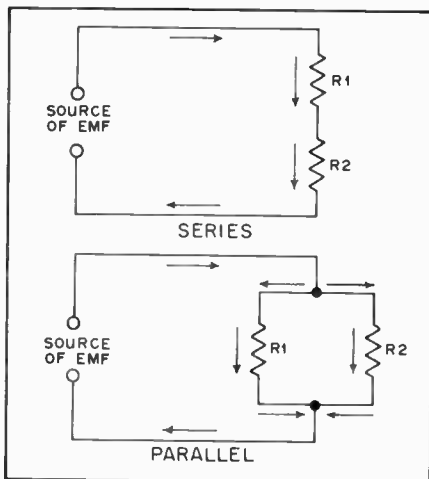 R1
SOURCE
OF EMF
R2
SERIES
SOURCE
OF EMF
R1
R2
PARALLEL